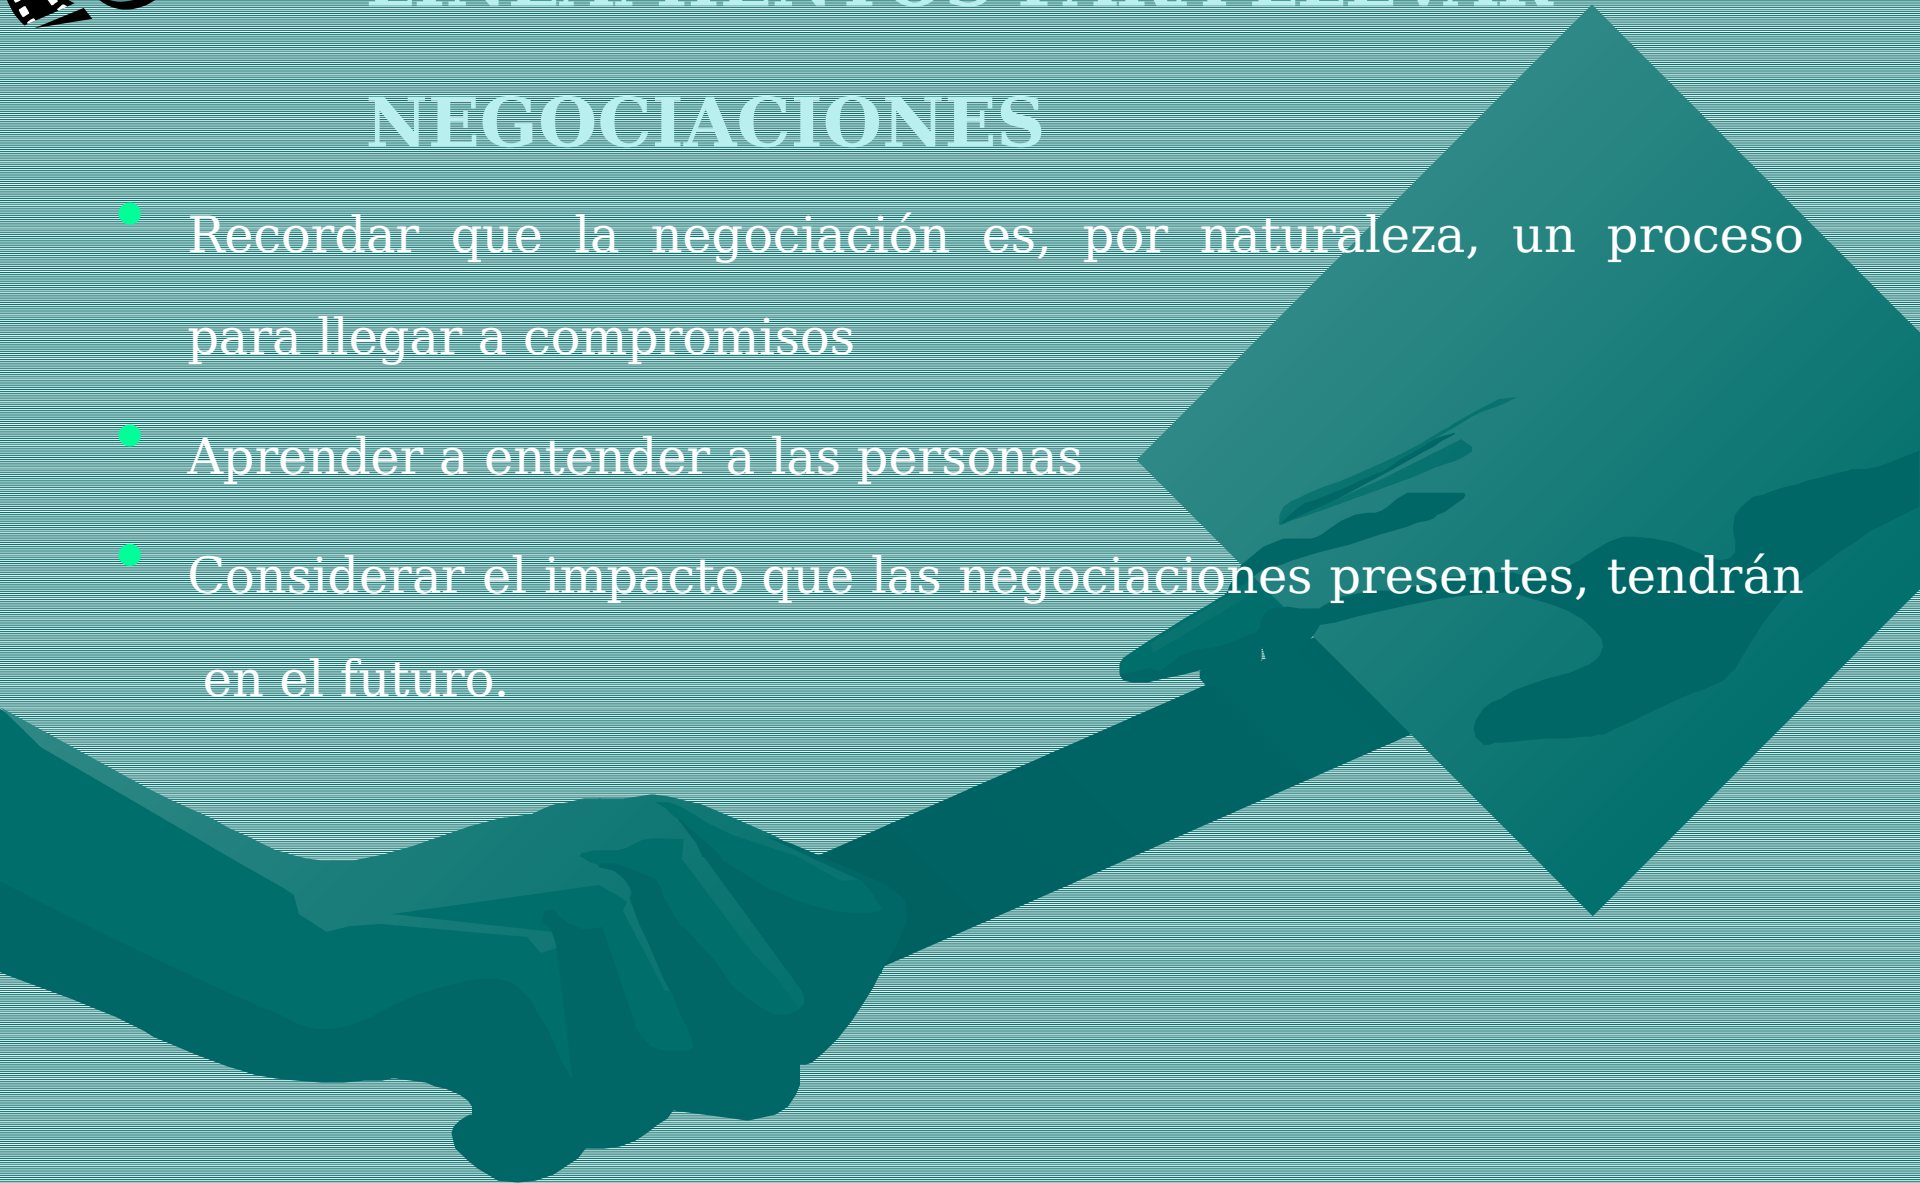 NEGOCIACIONES
Recordar que la negociación es, por naturaleza, un proceso
para llegar a compromisos
Aprender a entender a las personas
Considerar el impacto que las negociaciones presentes, tendrán
en el futuro.